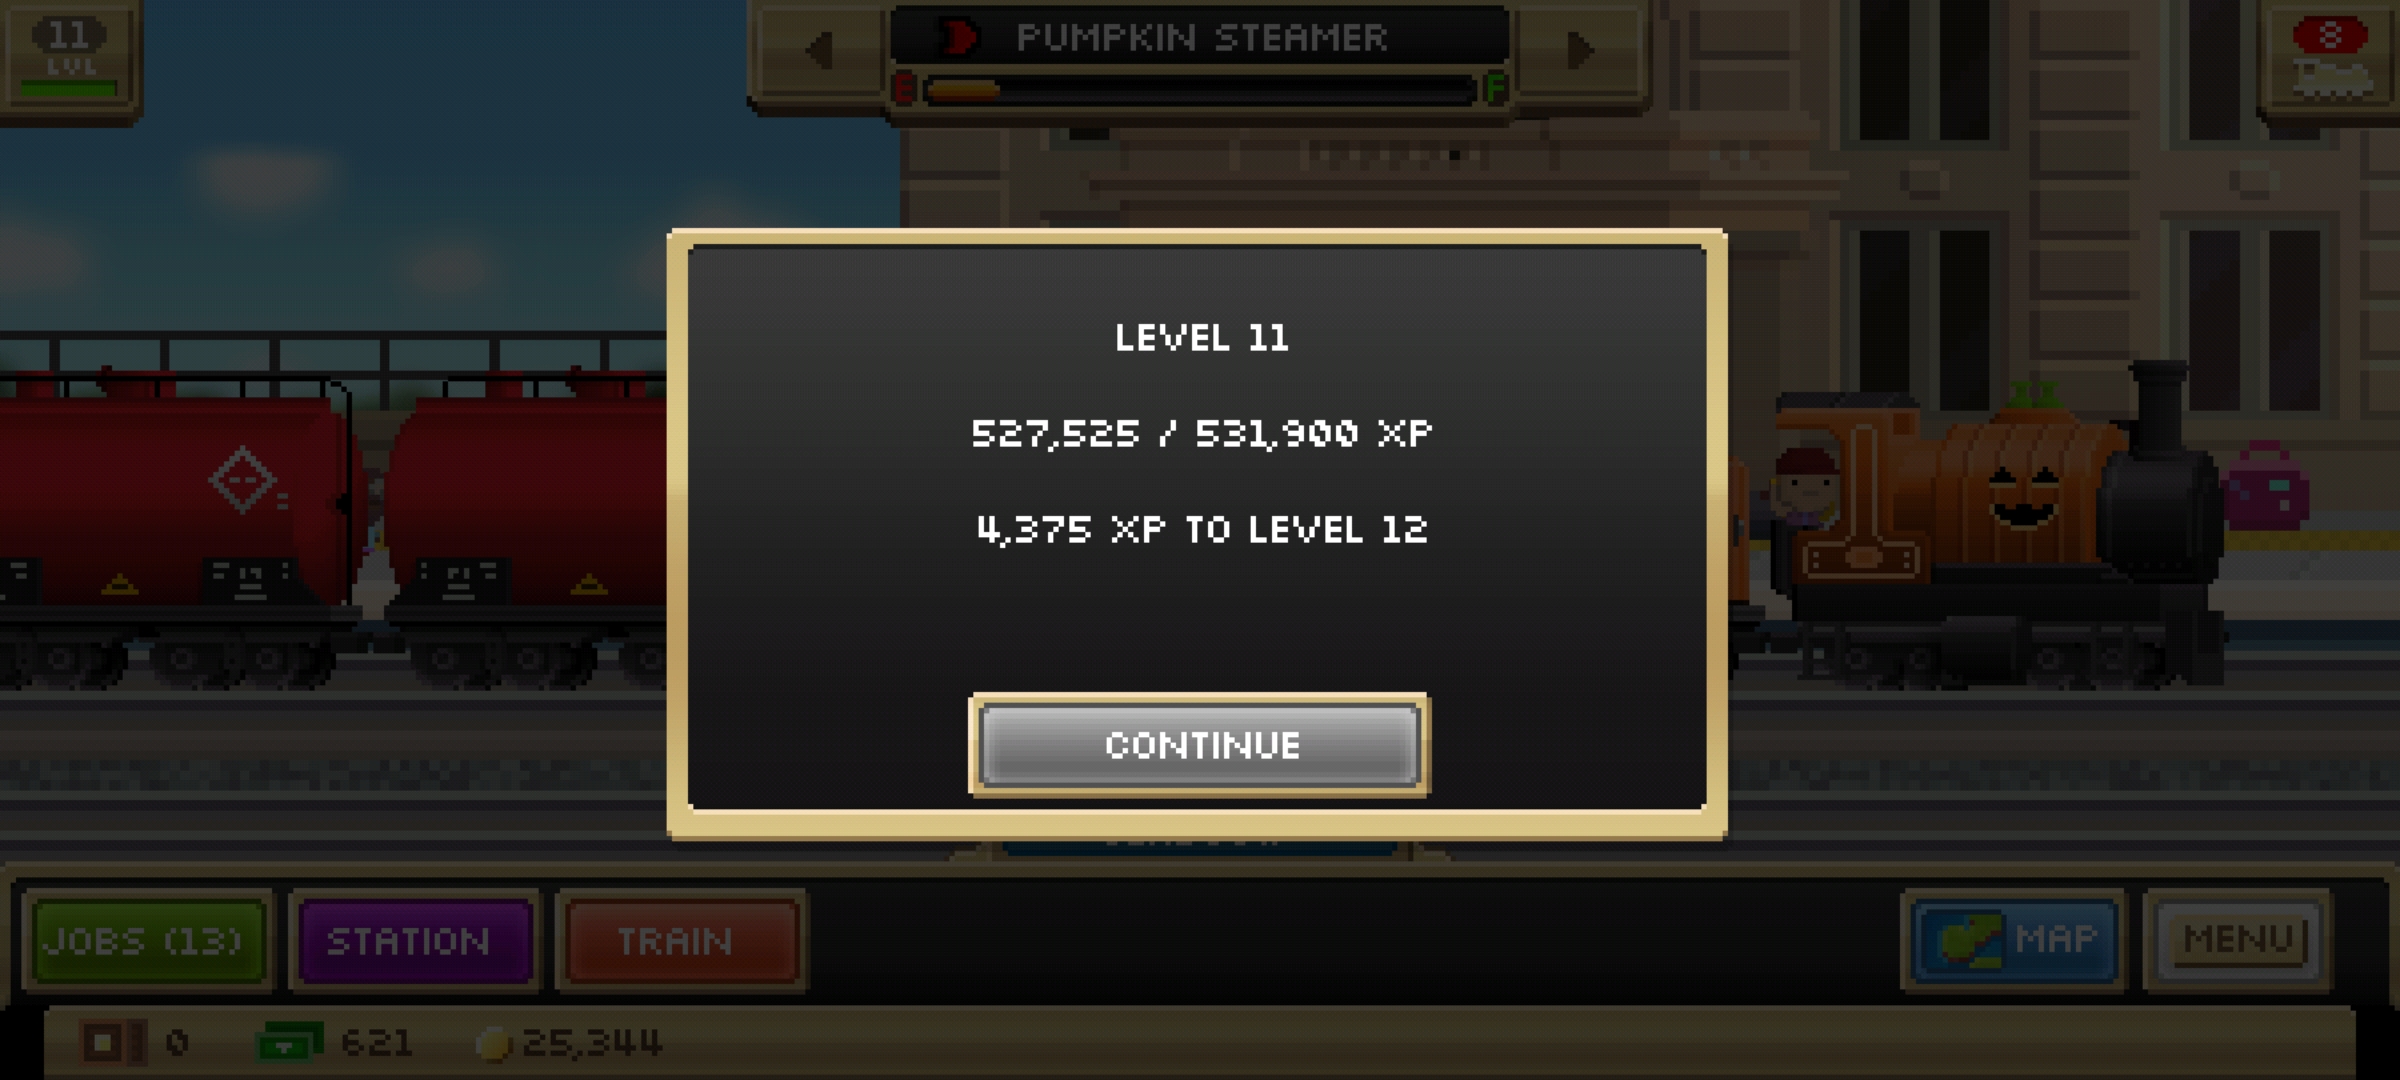 11
LVL
PUMPKIN STEAMER
E
F
8
LEVEL 11
527,525 / 531,900 XP
4,375 XP TO LEVEL 12
CONTINUE
JOBS (13)
STATION
TRAIN
MAP
MENU
0
621
25,344